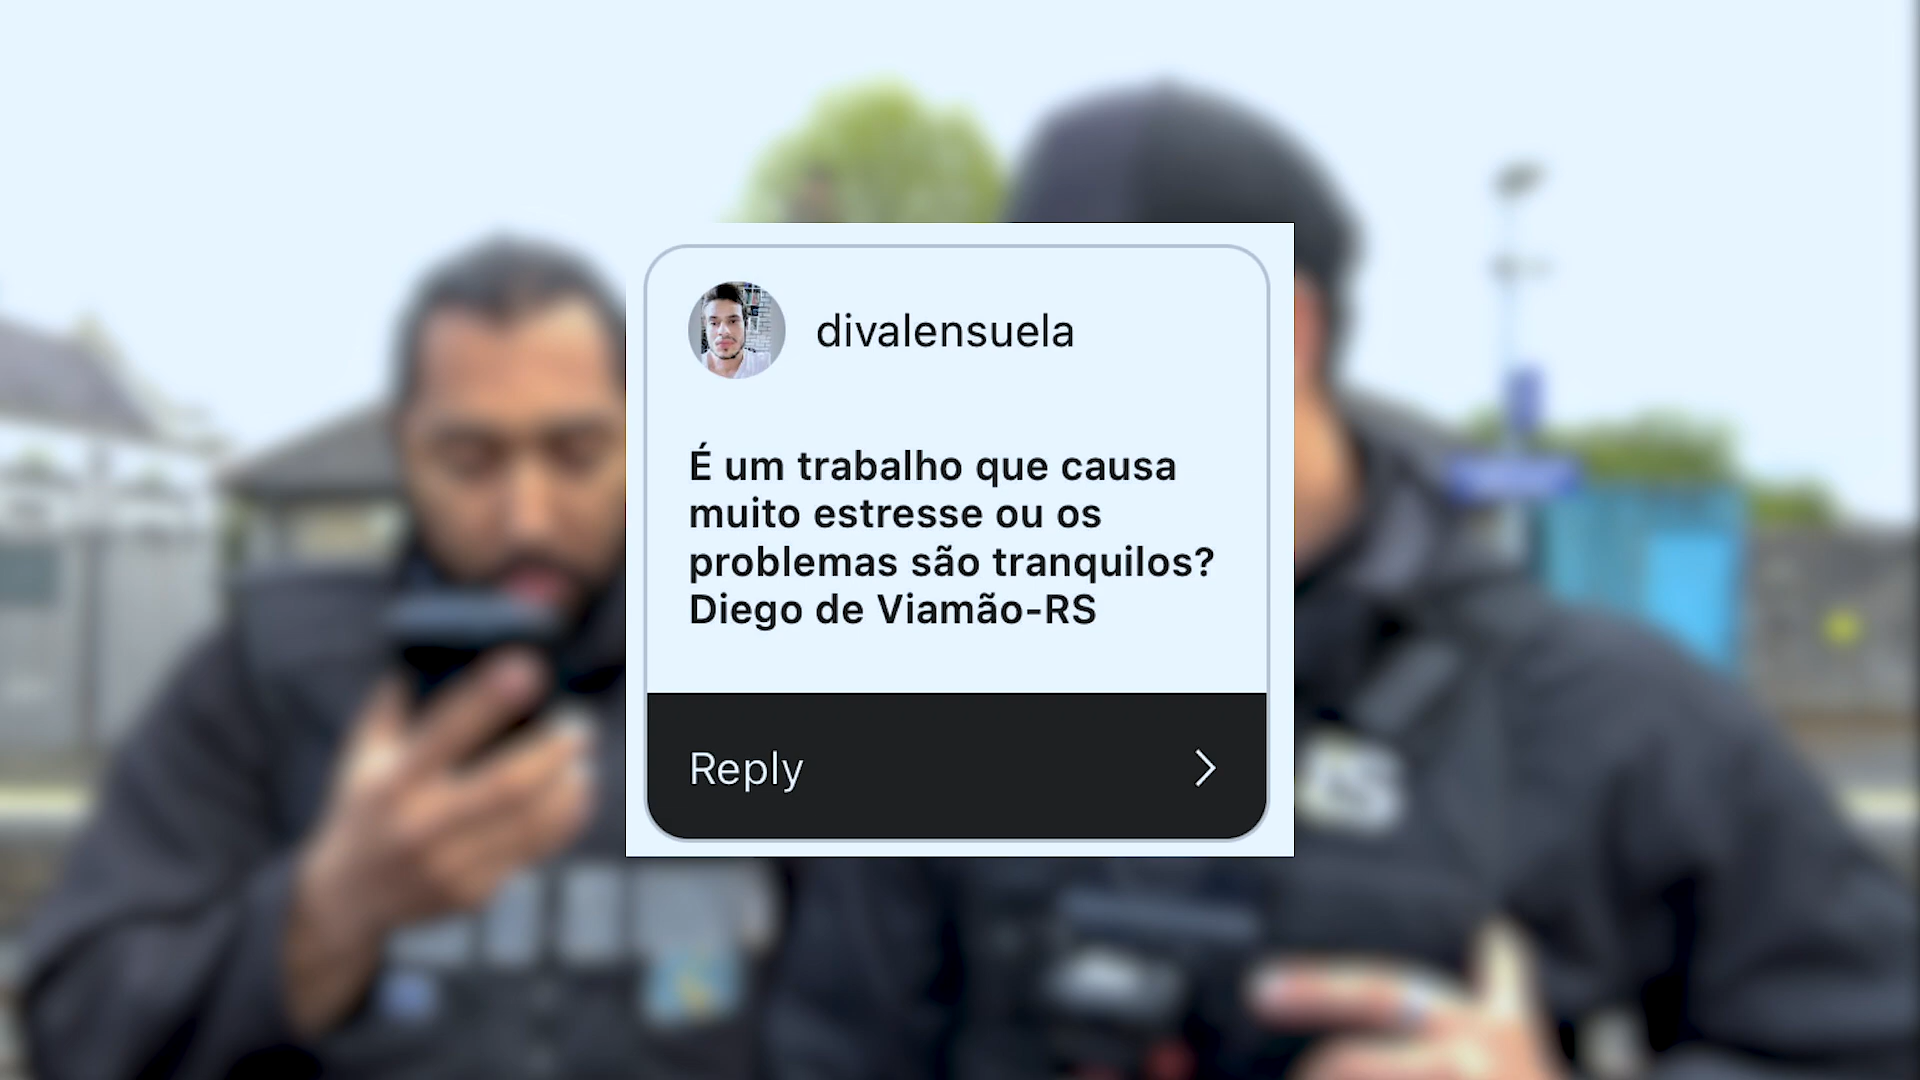 divalensuela
É um trabalho que causa
muito estresse ou os
problemas são tranquilos?
Diego de Viamão-RS
Reply